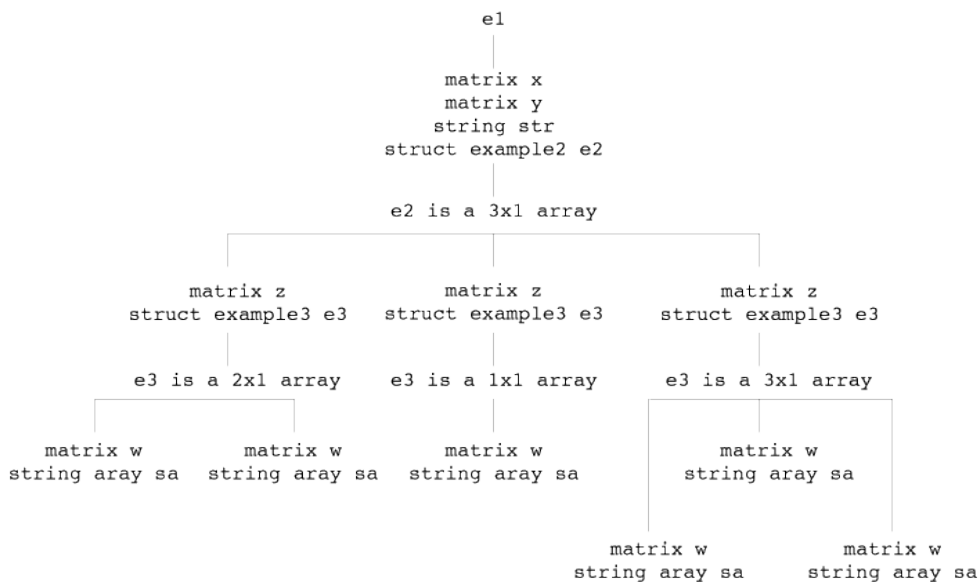 e1
matrix x
matrix y
string str
struct example2 e2
e2 is a 3x1 array
matrix z
struct example3 e3
matrix z
struct example3 e3
matrix z
struct example3 e3
e3 is a 2x1 array
e3 is a 1x1 array
e3 is a 3x1 array
matrix w
string aray sa
matrix w
string aray sa
matrix w
string aray sa
matrix w
string aray sa
matrix w
string aray sa
matrix w
string aray sa